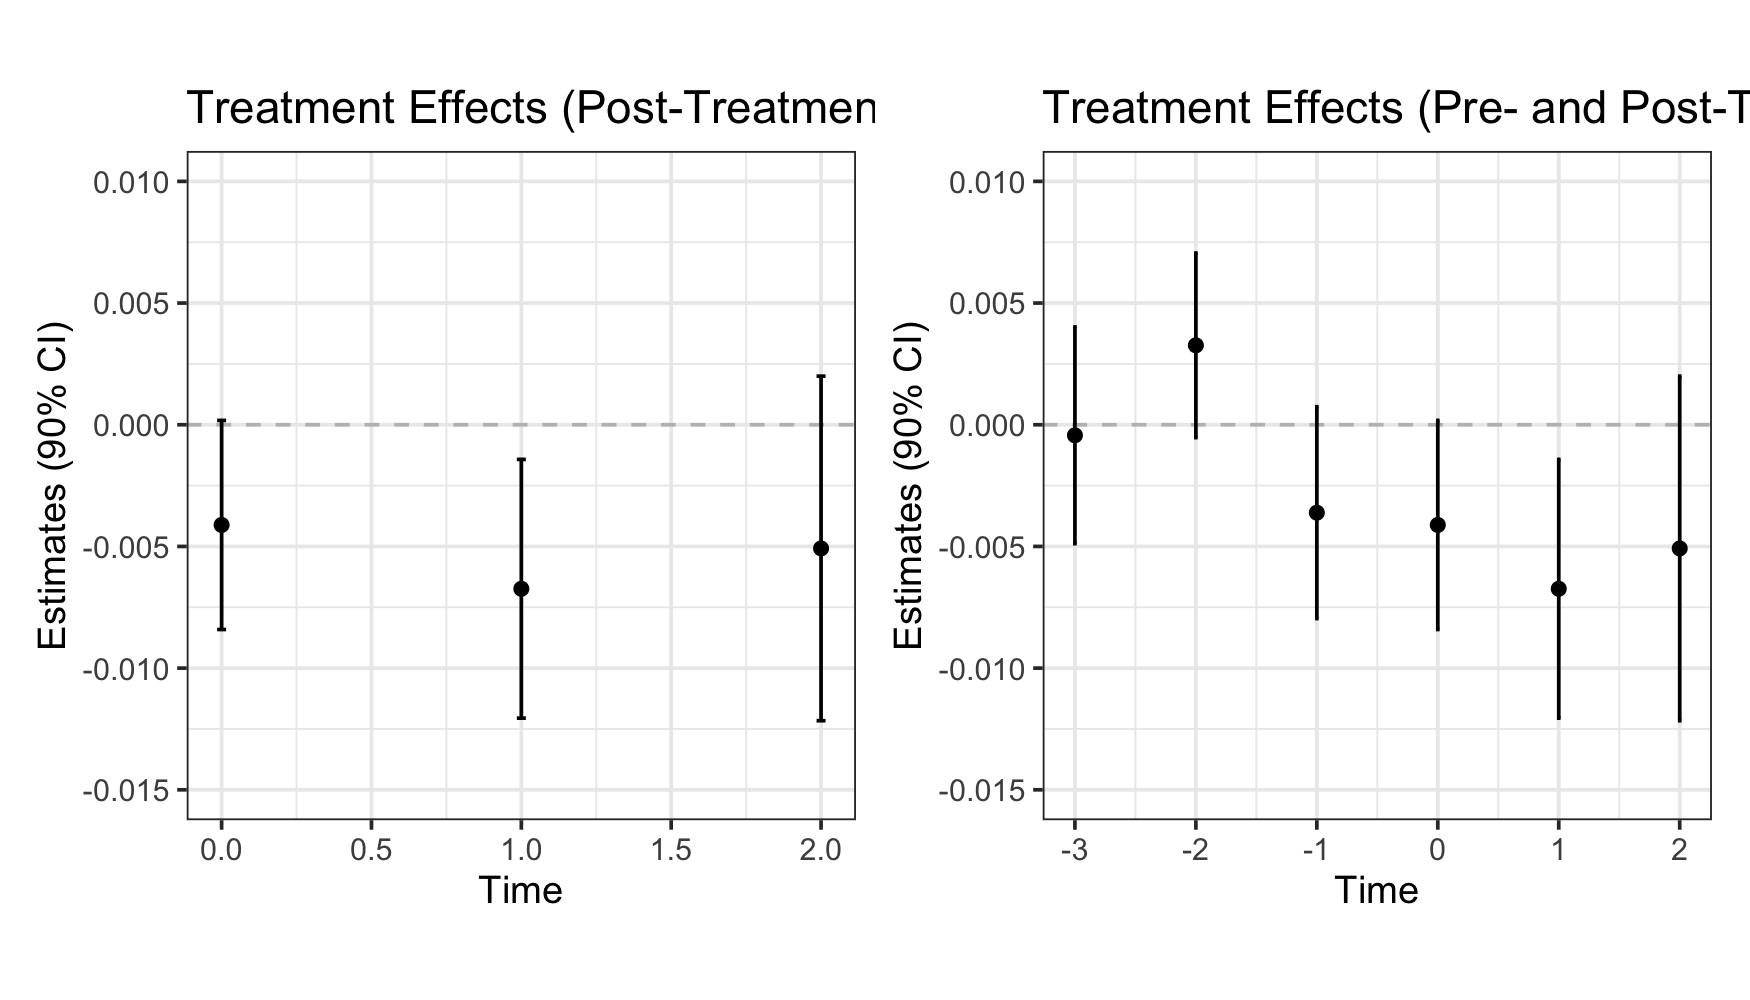 Treatment Effects (Post-Treatmen
Estimates (90% CI)
0.010
0.005
0.000
-0.005
-0.010
-0.015
0.0 0.5 1.0 1.5 2.0
Time
Treatment Effects (Pre- and Post-T
Estimates (90% CI)
0.010
0.005
0.000
-0.005
-0.010
-0.015
-3 -2 -1 0 1 2
Time